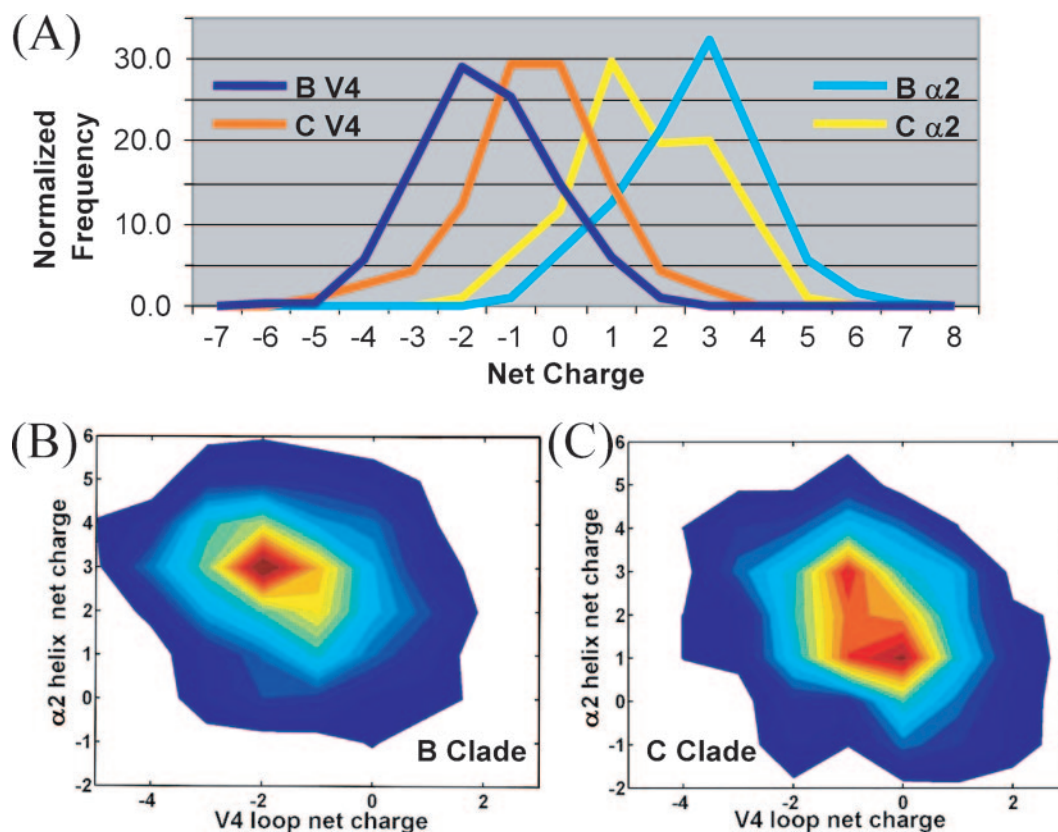 (A)
Normalized
Frequency
30.0
20.0
10.0
0.0
B V4
C V4
B α2
C α2
-7 -6 -5 -4 -3 -2 -1 0 1 2 3 4 5 6 7 8
Net Charge
(B)
α2 helix net charge
6
5
4
3
2
1
0
-1
-2
B Clade
-4 -2 0 2
V4 loop net charge
(C)
α2 helix net charge
6
5
4
3
2
1
0
-1
-2
C Clade
-4 -2 0 2
V4 loop net charge